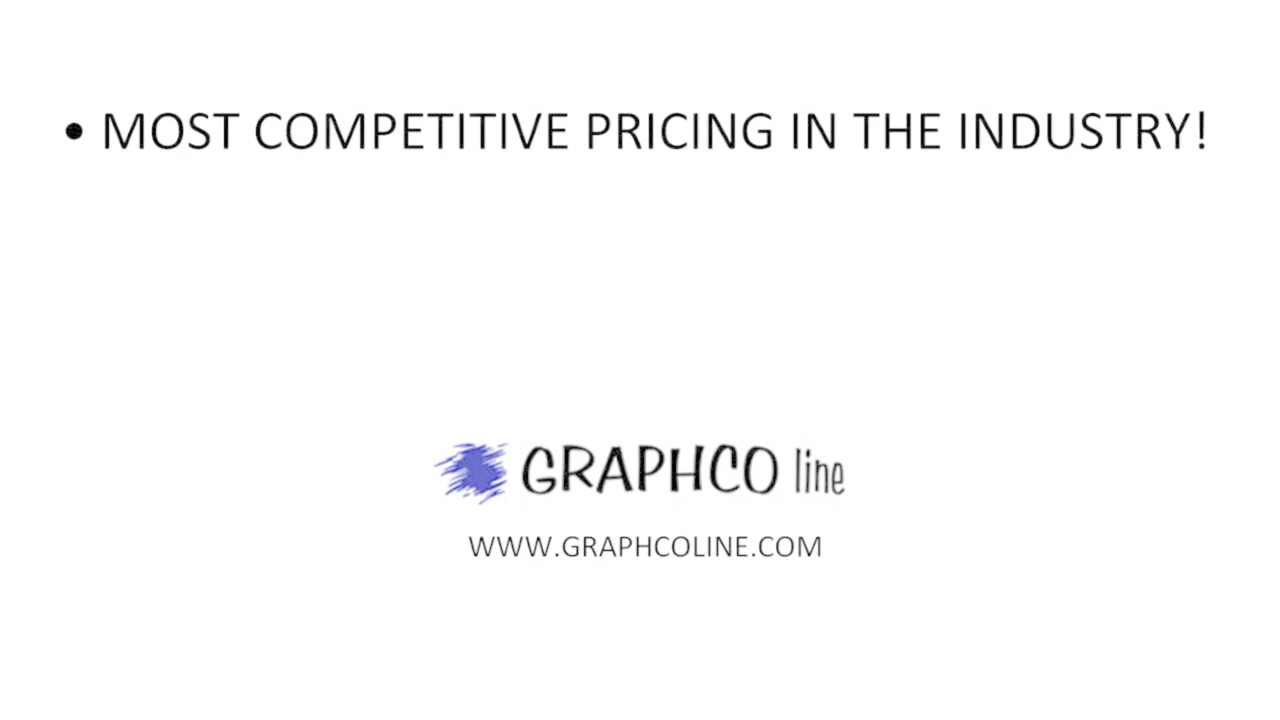 • MOST COMPETITIVE PRICING IN THE INDUSTRY!
GRAPHCO line
WWW.GRAPHCOLINE.COM